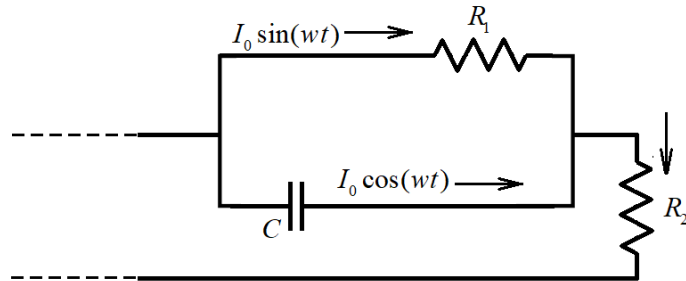 I₀ sin(wt)
R₁
I₀ cos(wt)
C
R₂